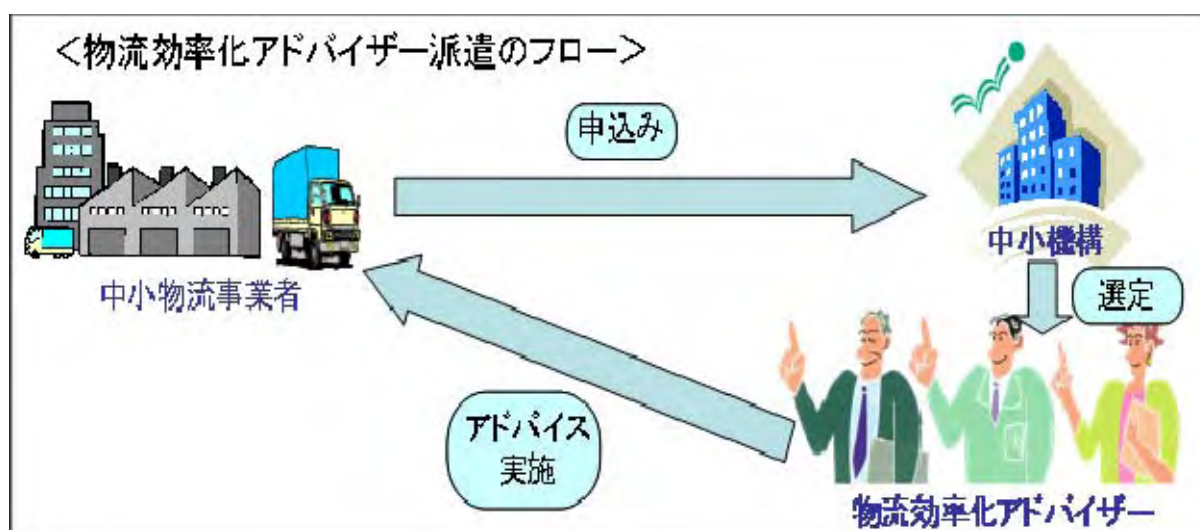 ＜物流効率化アドバイザー派遣のフロー＞
申込み
中小機構
中小物流事業者
選定
アドバイス
実施
物流効率化アドバイザー